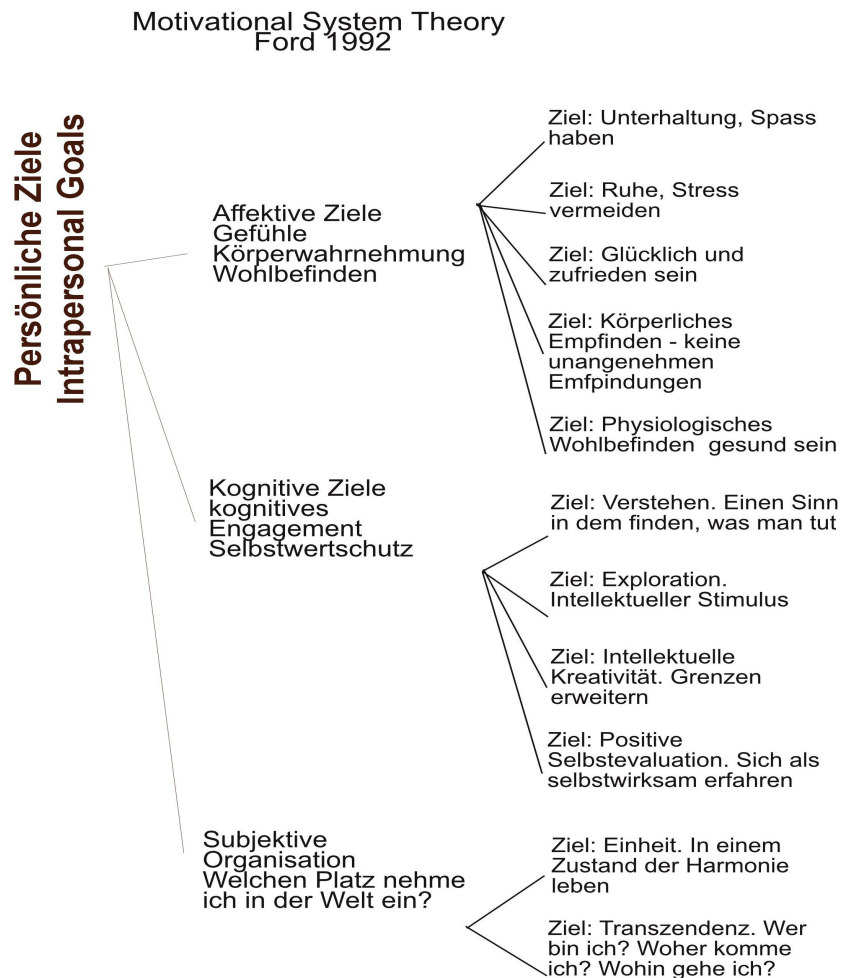 Motivational System Theory
Ford 1992
Persönliche Ziele
Intrapersonal Goals
Affektive Ziele
Gefühle
Körperwahrnehmung
Wohlbefinden
Ziel: Unterhaltung, Spass
haben
Ziel: Ruhe, Stress
vermeiden
Ziel: Glücklich und
zufrieden sein
Ziel: Körperliches
Empfinden - keine
unangenehmen
Emfpindungen
Ziel: Physiologisches
Wohlbefinden gesund sein
Kognitive Ziele
kognitives
Engagement
Selbstwertschutz
Ziel: Verstehen. Einen Sinn
in dem finden, was man tut
Ziel: Exploration.
Intellektueller Stimulus
Ziel: Intellektuelle
Kreativität. Grenzen
erweitern
Ziel: Positive
Selbstevaluation. Sich als
selbstwirksam erfahren
Subjektive
Organisation
Welchen Platz nehme
ich in der Welt ein?
Ziel: Einheit. In einem
Zustand der Harmonie
leben
Ziel: Transzendenz. Wer
bin ich? Woher komme
ich? Wohin gehe ich?